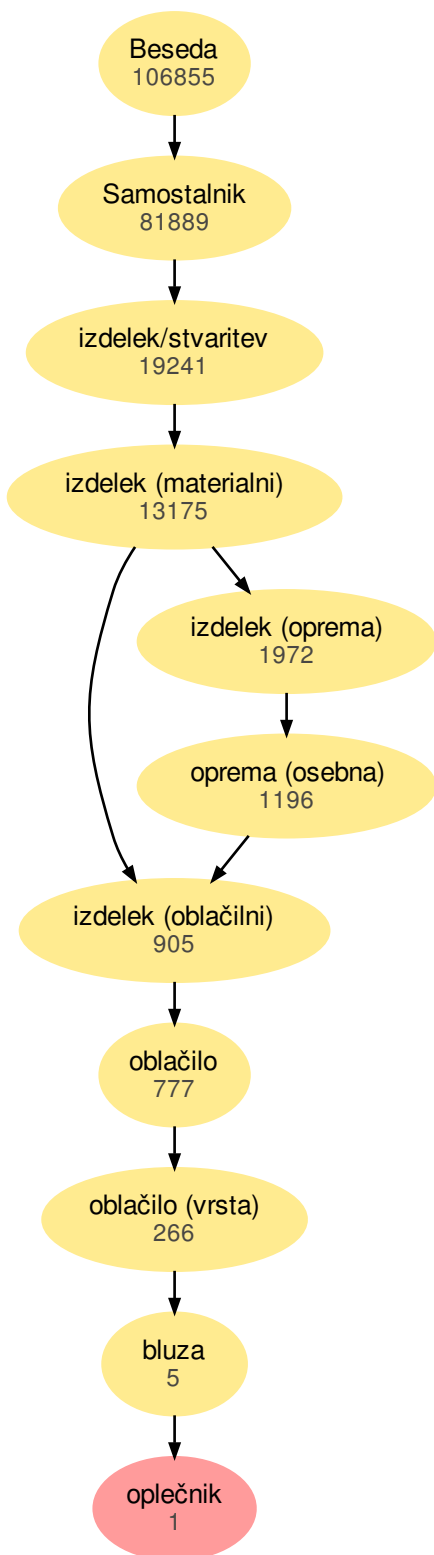 Beseda
106855
Samostalnik
81889
izdelek/stvaritev
19241
izdelek (materialni)
13175
izdelek (oprema)
1972
oprema (osebna)
1196
izdelek (oblačilni)
905
oblačilo
777
oblačilo (vrsta)
266
bluza
5
oplečnik
1